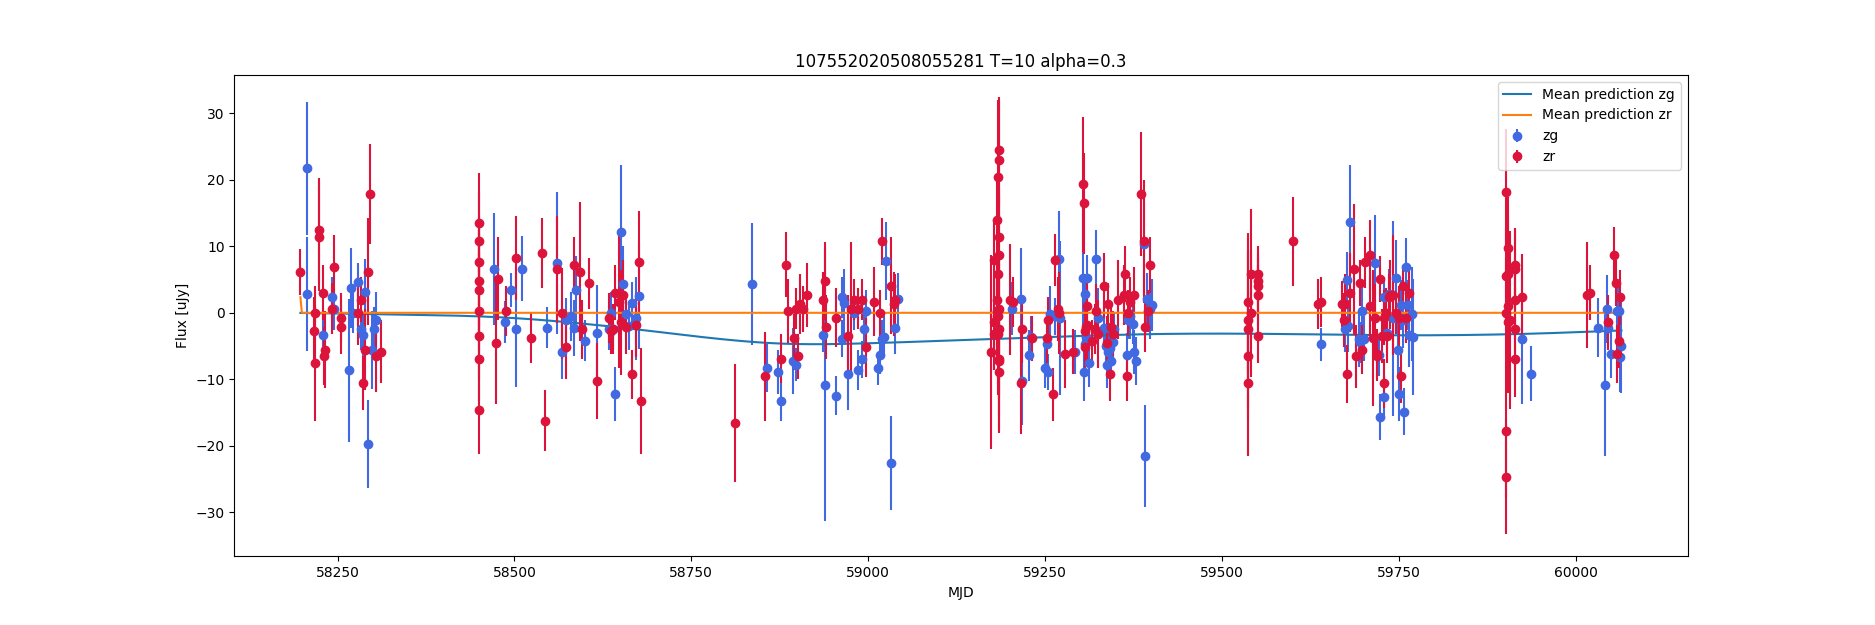 107552020508055281 T=10 alpha=0.3
Mean prediction zg
Mean prediction zr
zg
zr
30
20
10
0
−10
−20
−30
Flux [uJy]
58250 58500 58750 59000 59250 59500 59750 60000
MJD